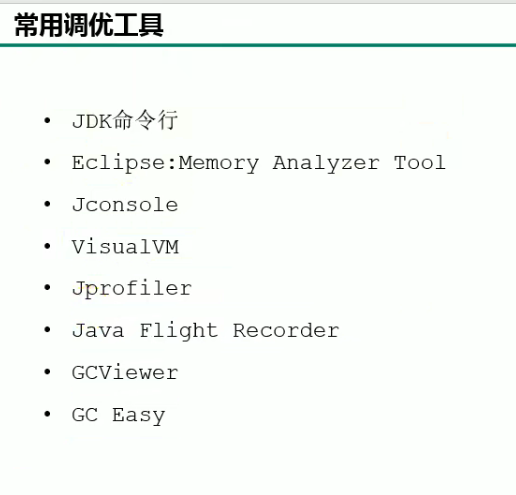 常用调优工具
• JDK命令行
• Eclipse:Memory Analyzer Tool
• Jconsole
• VisualVM
• Jprofiler
• Java Flight Recorder
• GCViewer
• GC Easy